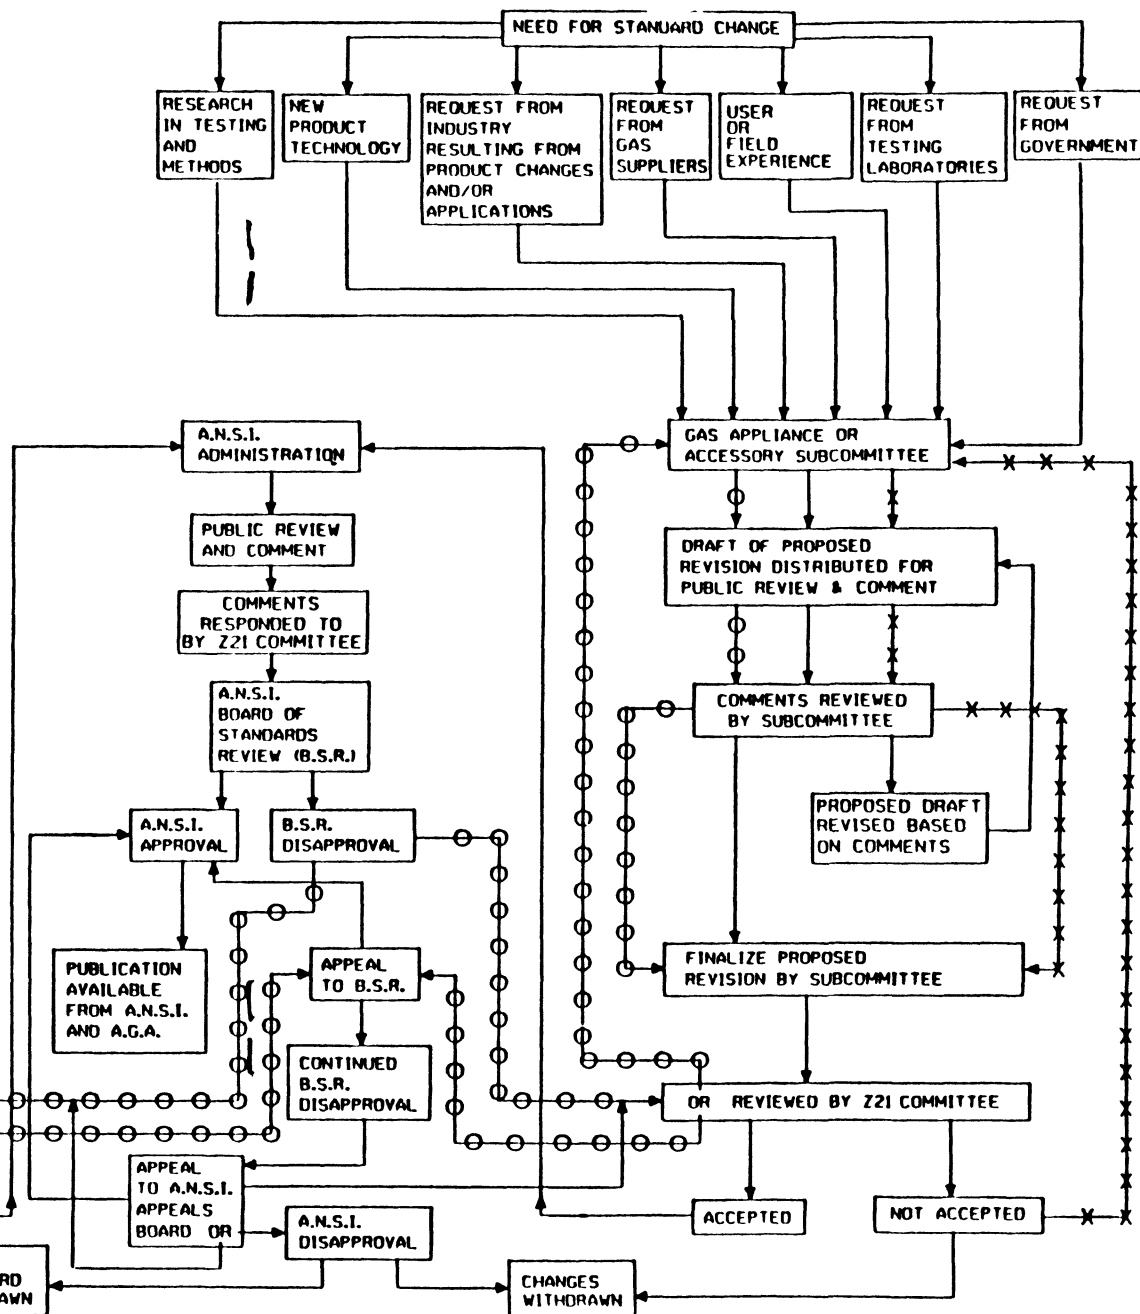 NEED FOR STANDARD CHANGE
RESEARCH
IN TESTING
AND
METHODS
NEW
PRODUCT
TECHNOLOGY
REQUEST FROM
INDUSTRY
RESULTING FROM
PRODUCT CHANGES
AND/OR
APPLICATIONS
REQUEST
FROM
GAS
SUPPLIERS
USER
OR
FIELD
EXPERIENCE
REQUEST
FROM
TESTING
LABORATORIES
REQUEST
FROM
GOVERNMENT
GAS APPLIANCE OR
ACCESSORY SUBCOMMITTEE
DRAFT OF PROPOSED
REVISION DISTRIBUTED FOR
PUBLIC REVIEW & COMMENT
COMMENTS REVIEWED
BY SUBCOMMITTEE
PROPOSED DRAFT
REVISED BASED
ON COMMENTS
FINALIZE PROPOSED
REVISION BY SUBCOMMITTEE
OR REVIEWED BY Z21 COMMITTEE
ACCEPTED
NOT ACCEPTED
A.N.S.I.
ADMINISTRATION
PUBLIC REVIEW
AND COMMENT
COMMENTS
RESPONDED TO
BY Z21 COMMITTEE
A.N.S.I.
BOARD OF
STANDARDS
REVIEW (B.S.R.)
A.N.S.I.
APPROVAL
B.S.R.
DISAPPROVAL
PUBLICATION
AVAILABLE
FROM A.N.S.I.
AND A.G.A.
APPEAL
TO B.S.R.
CONTINUED
B.S.R.
DISAPPROVAL
APPEAL
TO A.N.S.I.
APPEALS
BOARD OR
A.N.S.I.
DISAPPROVAL
RD
AWN
CHANGES
WITHDRAWN